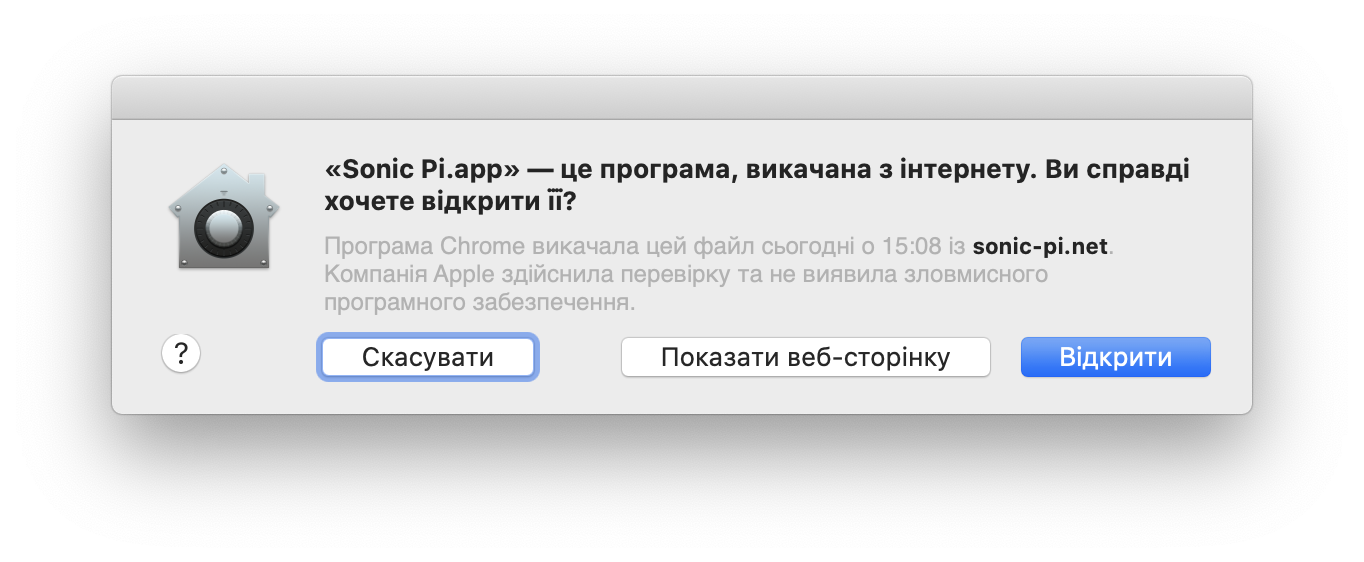 «Sonic Pi.app» — це програма, викачана з інтернету. Ви справді
хочете відкрити її?
Програма Chrome викачала цей файл сьогодні о 15:08 із sonic-pi.net.
Компанія Apple здійснила перевірку та не виявила зловмисного
програмного забезпечення.
? Скасувати Показати веб-сторінку Відкрити